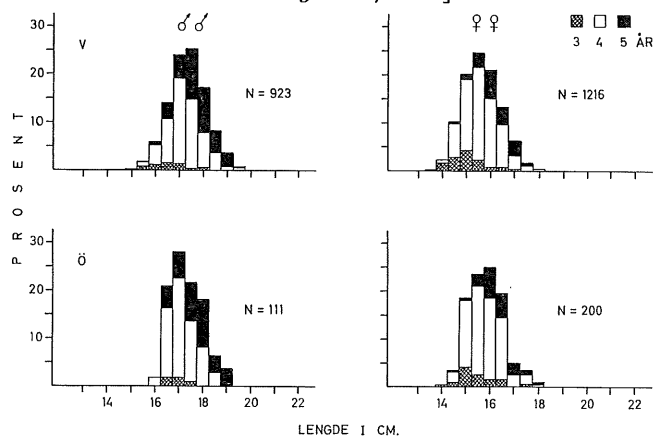 ♂ ♂
♀ ♀
3 4 5 ÅR
V
N = 923
N = 1216
30
20
10
PROSENT
Ö
N = 111
N = 200
30
20
10
14 16 18 20 22
14 16 18 20 22
LENGDE I CM.